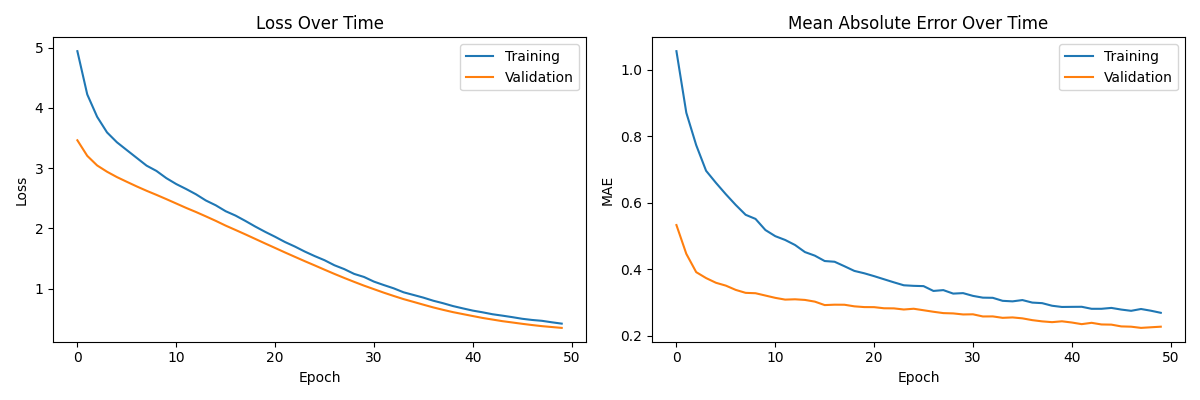 Loss Over Time
Training
Validation
5
4
3
2
1
Loss
0
10
20
30
40
50
Epoch
Mean Absolute Error Over Time
Training
Validation
1.0
0.8
0.6
0.4
0.2
MAE
0
10
20
30
40
50
Epoch